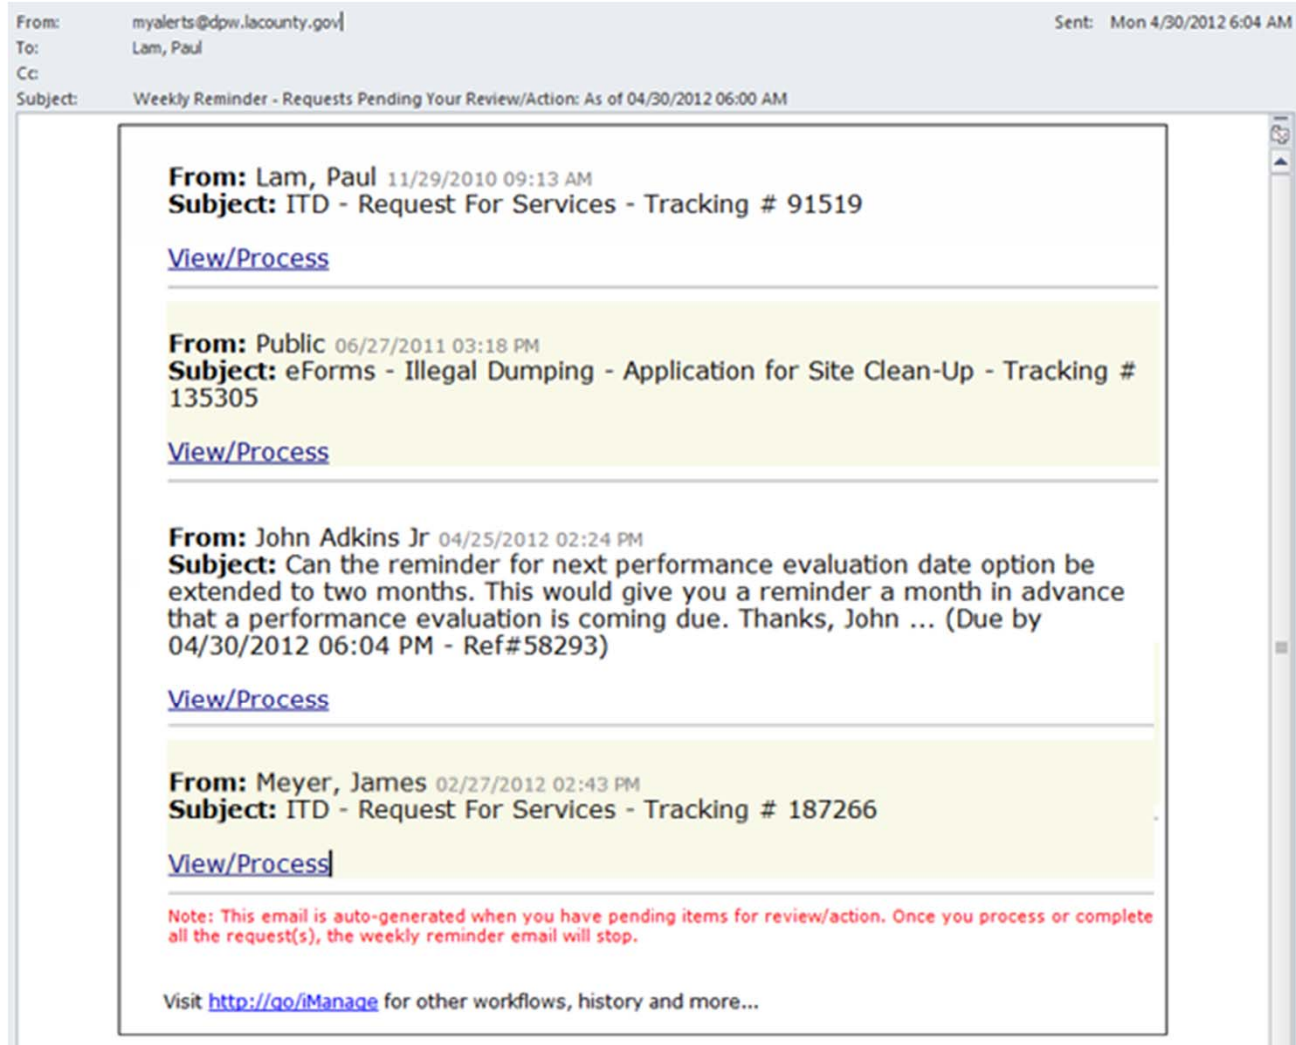 From: myalerts@dpw.lacounty.gov Sent: Mon 4/30/2012 6:04 AM
To: Lam, Paul
Cc:
Subject: Weekly Reminder - Requests Pending Your Review/Action: As of 04/30/2012 06:00 AM
From: Lam, Paul 11/29/2010 09:13 AM
Subject: ITD - Request For Services - Tracking # 91519
View/Process
From: Public 06/27/2011 03:18 PM
Subject: eForms - Illegal Dumping - Application for Site Clean-Up - Tracking #
135305
View/Process
From: John Adkins Jr 04/25/2012 02:24 PM
Subject: Can the reminder for next performance evaluation date option be
extended to two months. This would give you a reminder a month in advance
that a performance evaluation is coming due. Thanks, John ... (Due by
04/30/2012 06:04 PM - Ref#58293)
View/Process
From: Meyer, James 02/27/2012 02:43 PM
Subject: ITD - Request For Services - Tracking # 187266
View/Process
Note: This email is auto-generated when you have pending items for review/action. Once you process or complete
all the request(s), the weekly reminder email will stop.
Visit http://go/iManage for other workflows, history and more...